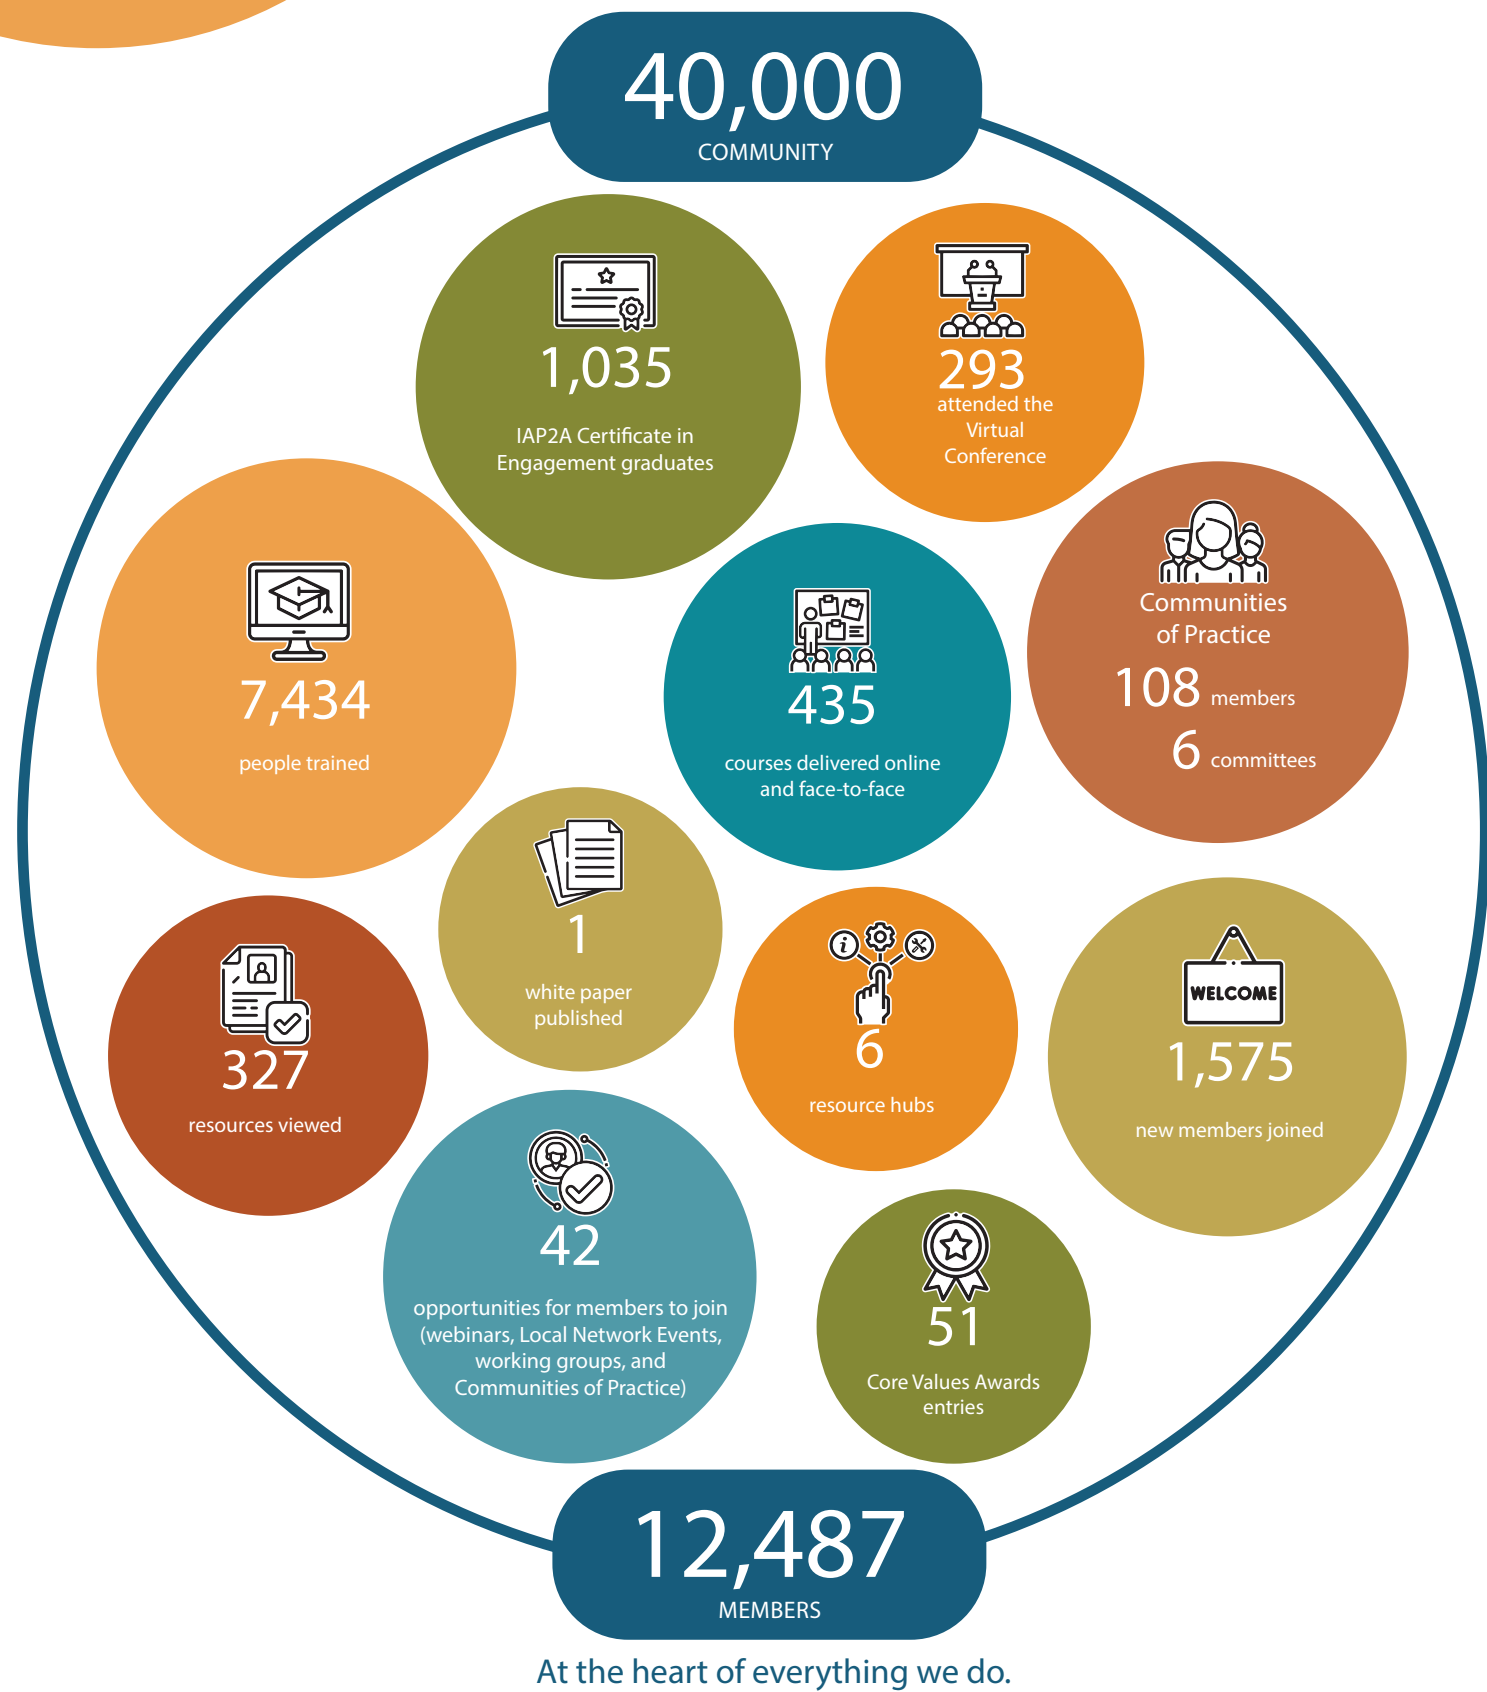 40,000
COMMUNITY
1,035
IAP2A Certificate in
Engagement graduates
293
attended the
Virtual
Conference
7,434
people trained
435
courses delivered online
and face-to-face
Communities
of Practice
108 members
6 committees
1
white paper
published
327
resources viewed
i
6
resource hubs
WELCOME
1,575
new members joined
42
opportunities for members to join
(webinars, Local Network Events,
working groups, and
Communities of Practice)
51
Core Values Awards
entries
12,487
MEMBERS
At the heart of everything we do.